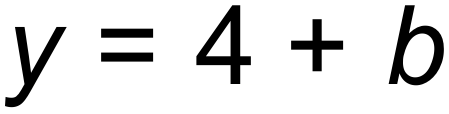 y = 4 + b